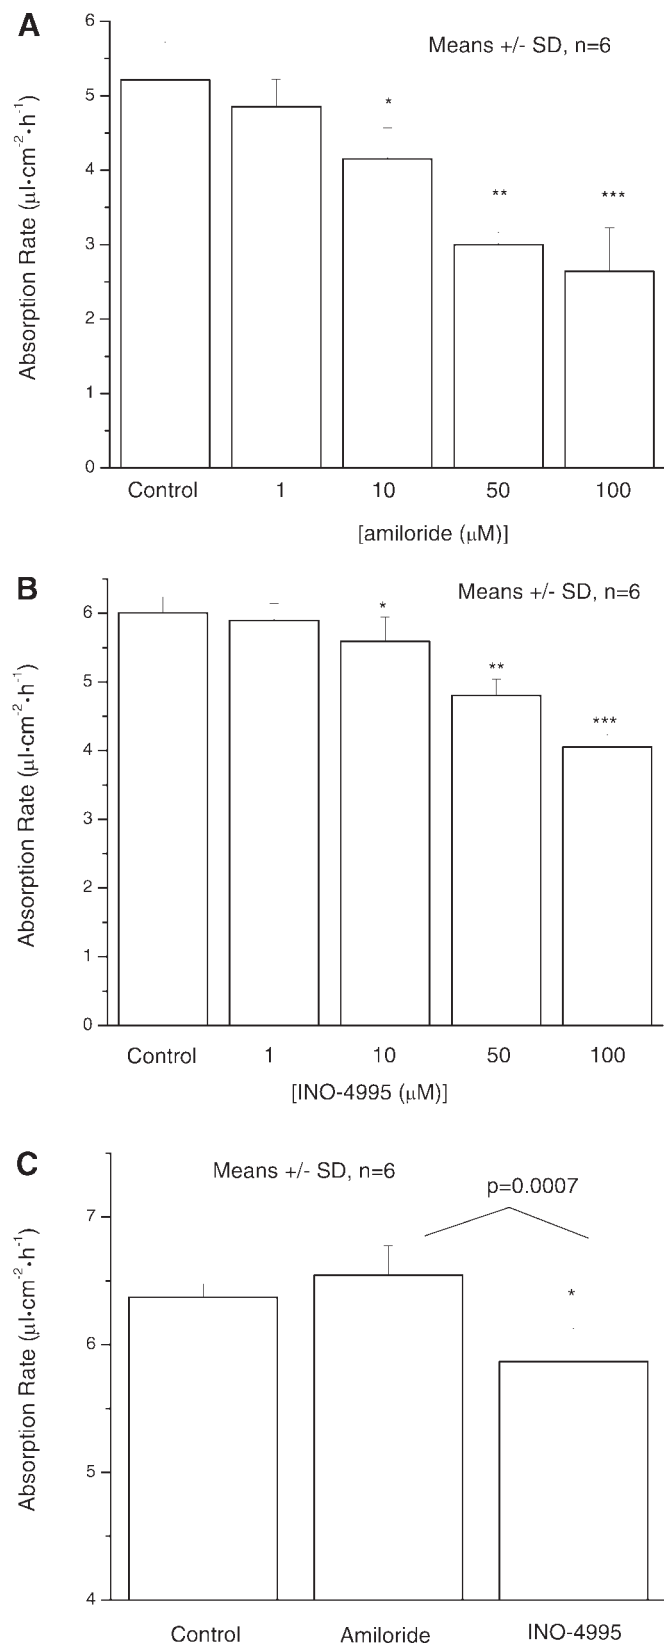 A
Means +/- SD, n=6
Absorption Rate (μl•cm⁻²•h⁻¹)
6
5
4
3
2
1
0
*
**
***
Control 1 10 50 100
[amiloride (μM)]
B
Means +/- SD, n=6
Absorption Rate (μl•cm⁻²•h⁻¹)
6
5
4
3
2
1
0
*
**
***
Control 1 10 50 100
[INO-4995 (μM)]
C
Means +/- SD, n=6
p=0.0007
Absorption Rate (μl•cm⁻²•h⁻¹)
7
6
5
4
*
Control Amiloride INO-4995